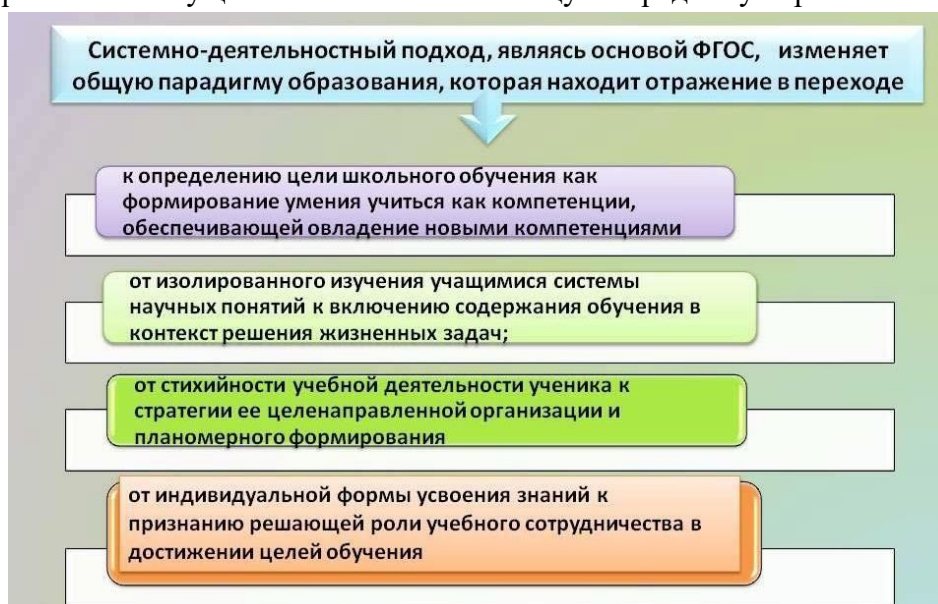 Системно-деятельностный подход, являясь основой ФГОС, изменяет
общую парадигму образования, которая находит отражение в переходе
к определению цели школьного обучения как
формирование умения учиться как компетенции,
обеспечивающей овладение новыми компетенциями
от изолированного изучения учащимися системы
научных понятий к включению содержания обучения в
контекст решения жизненных задач;
от стихийности учебной деятельности ученика к
стратегии ее целенаправленной организации и
планомерного формирования
от индивидуальной формы усвоения знаний к
признанию решающей роли учебного сотрудничества в
достижении целей обучения